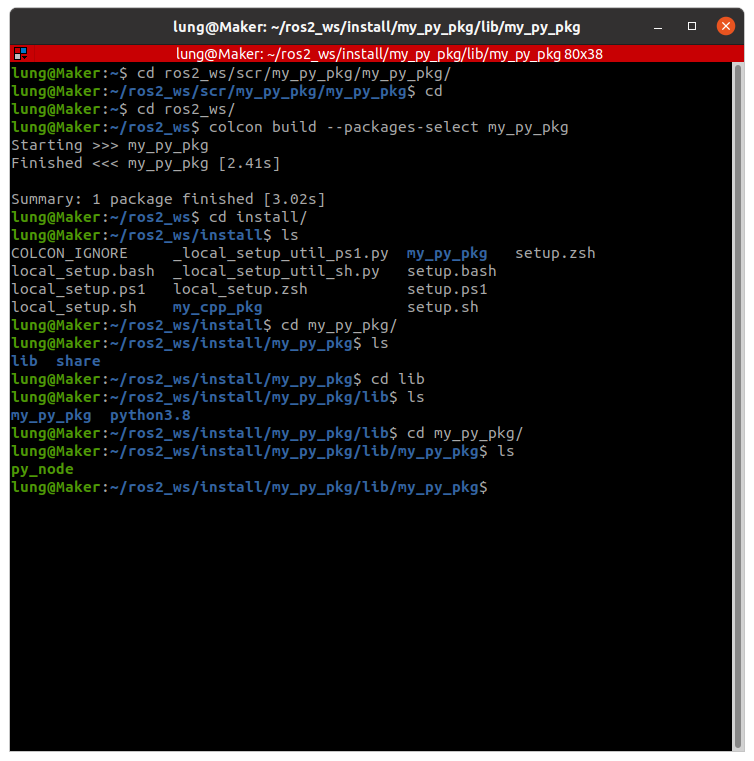 lung@Maker: ~/ros2_ws/install/my_py_pkg/lib/my_py_pkg
lung@Maker: ~/ros2_ws/install/my_py_pkg/lib/my_py_pkg 80x38
lung@Maker:~$ cd ros2_ws/scr/my_py_pkg/my_py_pkg/
lung@Maker:~/ros2_ws/scr/my_py_pkg/my_py_pkg$ cd
lung@Maker:~$ cd ros2_ws/
lung@Maker:~/ros2_ws$ colcon build --packages-select my_py_pkg
Starting >>> my_py_pkg
Finished <<< my_py_pkg [2.41s]
Summary: 1 package finished [3.02s]
lung@Maker:~/ros2_ws$ cd install/
lung@Maker:~/ros2_ws/install$ ls
COLCON_IGNORE     _local_setup_util_ps1.py  my_py_pkg   setup.zsh
local_setup.bash  _local_setup_util_sh.py   setup.bash
local_setup.ps1   local_setup.zsh           setup.ps1
local_setup.sh    my_cpp_pkg                setup.sh
lung@Maker:~/ros2_ws/install$ cd my_py_pkg/
lung@Maker:~/ros2_ws/install/my_py_pkg$ ls
lib  share
lung@Maker:~/ros2_ws/install/my_py_pkg$ cd lib
lung@Maker:~/ros2_ws/install/my_py_pkg/lib$ ls
my_py_pkg  python3.8
lung@Maker:~/ros2_ws/install/my_py_pkg/lib$ cd my_py_pkg/
lung@Maker:~/ros2_ws/install/my_py_pkg/lib/my_py_pkg$ ls
py_node
lung@Maker:~/ros2_ws/install/my_py_pkg/lib/my_py_pkg$